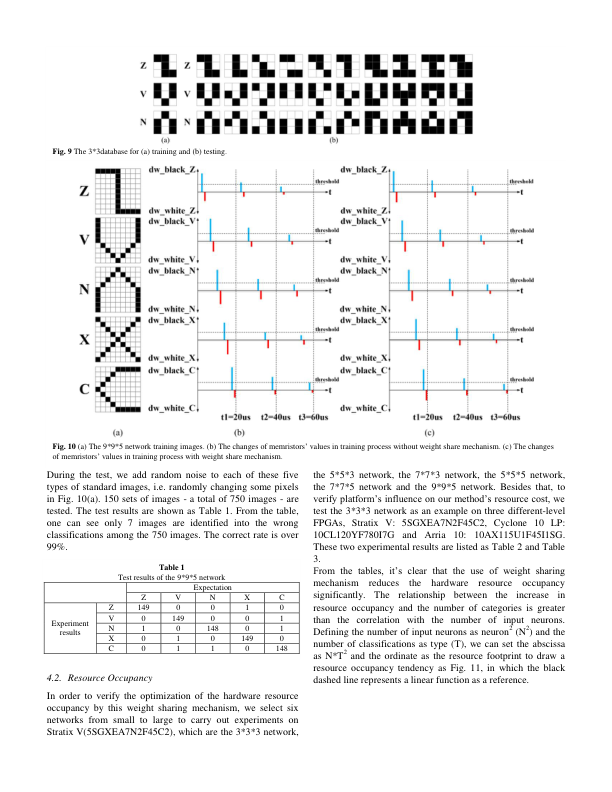 Z
Z
V
V
N
N
(a)
(b)
Fig. 9 The 3*3database for (a) training and (b) testing.
Z
dw_black_Z
threshold
t
dw_white_Z
dw_black_Z
threshold
t
dw_white_Z
V
dw_black_V
threshold
t
dw_white_V
dw_black_V
threshold
t
dw_white_V
N
dw_black_N
threshold
t
dw_white_N
dw_black_N
threshold
t
dw_white_N
X
dw_black_X
threshold
t
dw_white_X
dw_black_X
threshold
t
dw_white_X
C
dw_black_C
threshold
t
dw_white_C
dw_black_C
threshold
t
dw_white_C
t1=20us t2=40us t3=60us
t1=20us t2=40us t3=60us
(a)
(b)
(c)
Fig. 10 (a) The 9*9*5 network training images. (b) The changes of memristors' values in training process without weight share mechanism. (c) The changes
of memristors' values in training process with weight share mechanism.
During the test, we add random noise to each of these five
types of standard images, i.e. randomly changing some pixels
in Fig. 10(a). 150 sets of images - a total of 750 images - are
tested. The test results are shown as Table 1. From the table,
one can see only 7 images are identified into the wrong
classifications among the 750 images. The correct rate is over
99%.
Table 1
Test results of the 9*9*5 network
Expectation
Z V N X C
Experiment results
Z 149 0 0 1 0
V 0 149 0 0 1
N 1 0 148 0 1
X 0 1 0 149 0
C 0 1 1 0 148
4.2. Resource Occupancy
In order to verify the optimization of the hardware resource
occupancy by this weight sharing mechanism, we select six
networks from small to large to carry out experiments on
Stratix V(5SGXEA7N2F45C2), which are the 3*3*3 network,
the 5*5*3 network, the 7*7*3 network, the 5*5*5 network,
the 7*7*5 network and the 9*9*5 network. Besides that, to
verify platform's influence on our method's resource cost, we
test the 3*3*3 network as an example on three different-level
FPGAs, Stratix V: 5SGXEA7N2F45C2, Cyclone 10 LP:
10CL120YF780I7G and Arria 10: 10AX115U1F45I1SG.
These two experimental results are listed as Table 2 and Table
3.
From the tables, it's clear that the use of weight sharing
mechanism reduces the hardware resource occupancy
significantly. The relationship between the increase in
resource occupancy and the number of categories is greater
than the correlation with the number of input neurons.
Defining the number of input neurons as neuron² (N²) and the
number of classifications as type (T), we can set the abscissa
as N*T² and the ordinate as the resource footprint to draw a
resource occupancy tendency as Fig. 11, in which the black
dashed line represents a linear function as a reference.